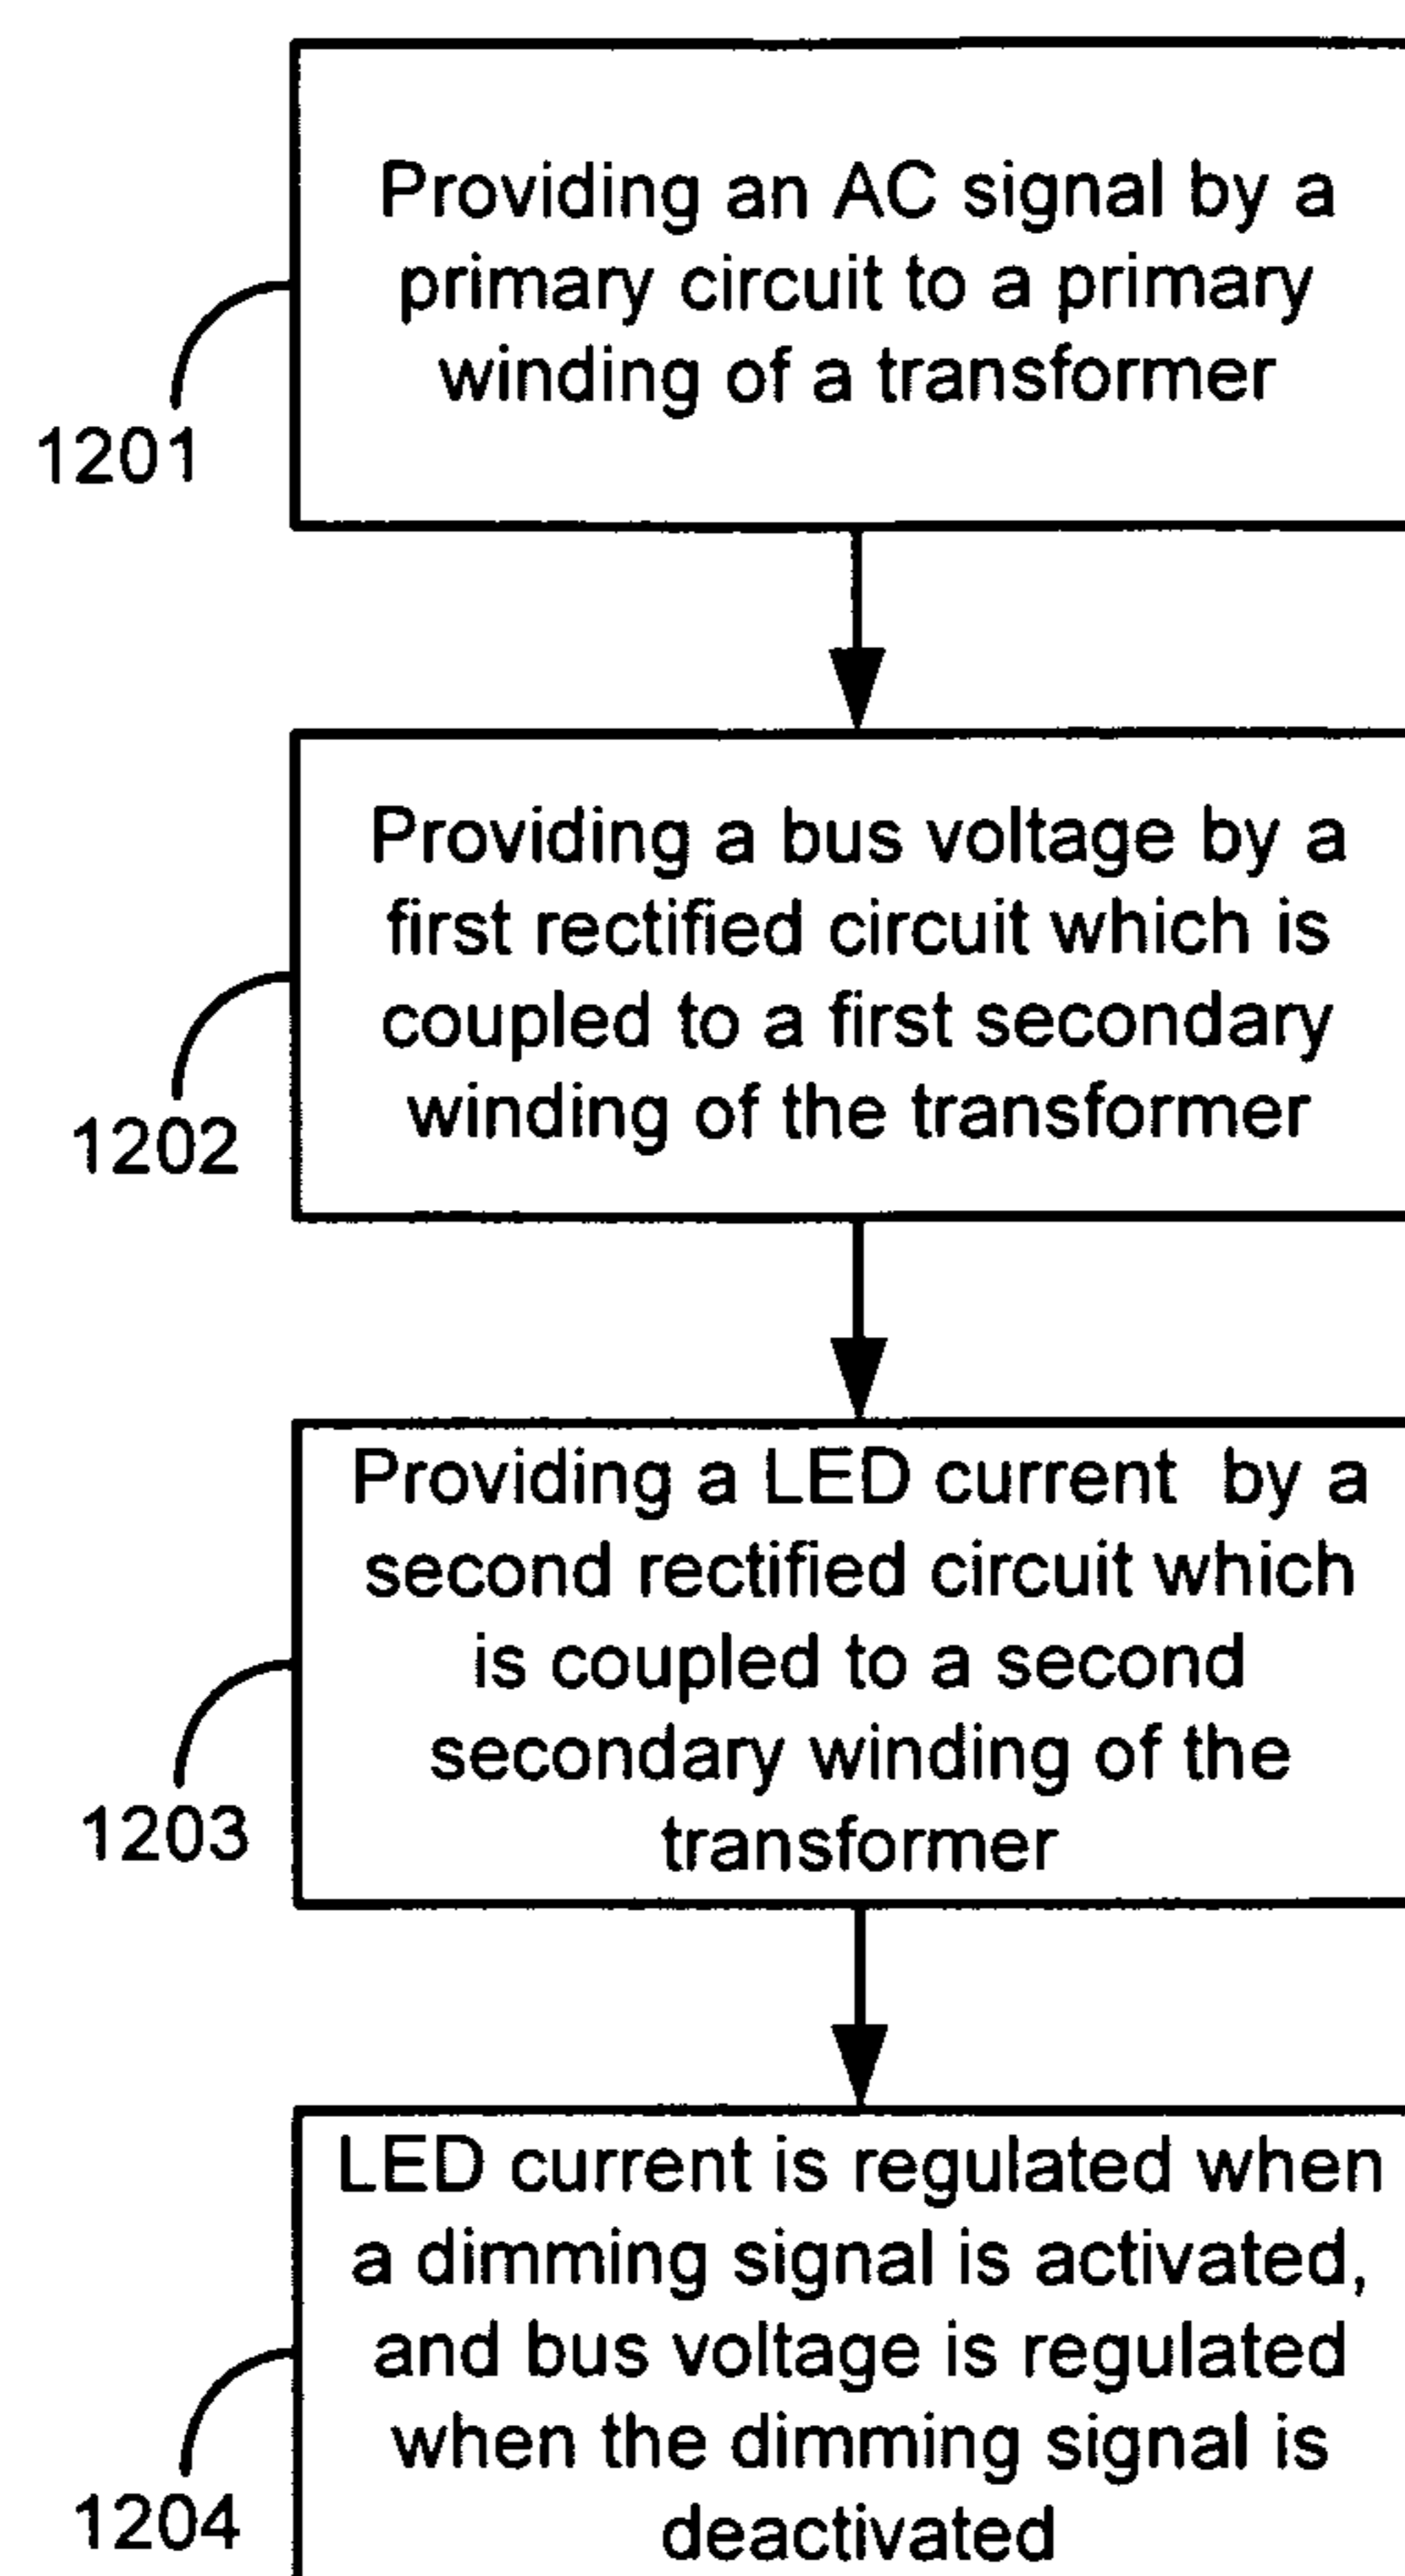 Providing an AC signal by a
primary circuit to a primary
winding of a transformer
1201
Providing a bus voltage by a
first rectified circuit which is
coupled to a first secondary
winding of the transformer
1202
Providing a LED current by a
second rectified circuit which
is coupled to a second
secondary winding of the
transformer
1203
LED current is regulated when
a dimming signal is activated,
and bus voltage is regulated
when the dimming signal is
deactivated
1204